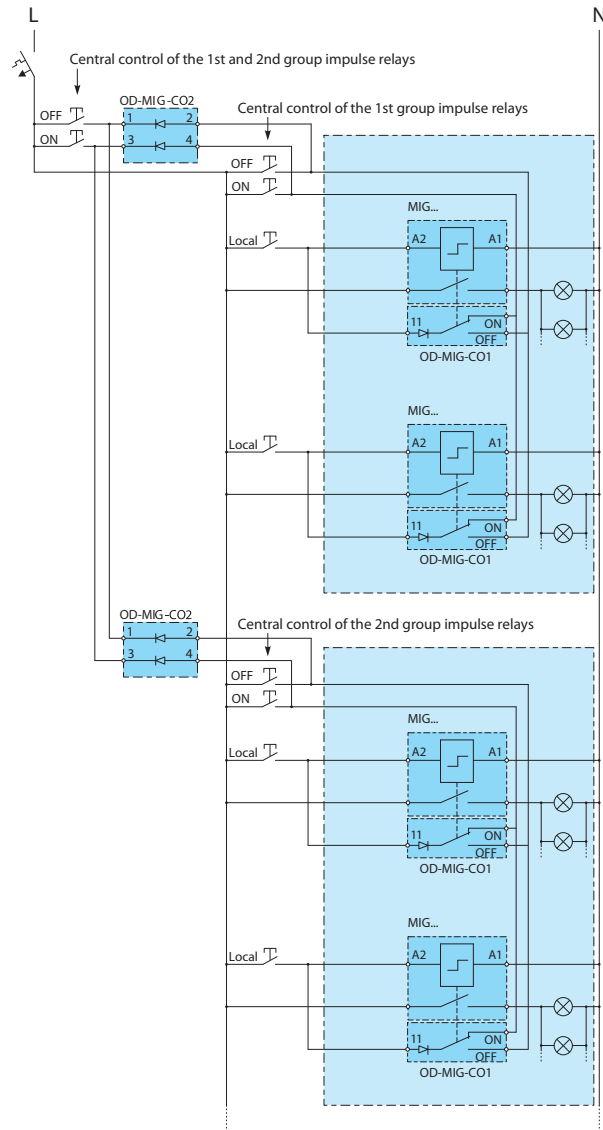 L N
Central control of the 1st and 2nd group impulse relays
OD-MIG-CO2
OFF 1 2
Central control of the 1st group impulse relays
ON 3 4
OFF
ON
MIG...
Local A2 A1
11 ON
OFF
OD-MIG-CO1
MIG...
Local A2 A1
11 ON
OFF
OD-MIG-CO1
OD-MIG-CO2
Central control of the 2nd group impulse relays
1 2
3 4
OFF
ON
MIG...
Local A2 A1
11 ON
OFF
OD-MIG-CO1
MIG...
Local A2 A1
11 ON
OFF
OD-MIG-CO1